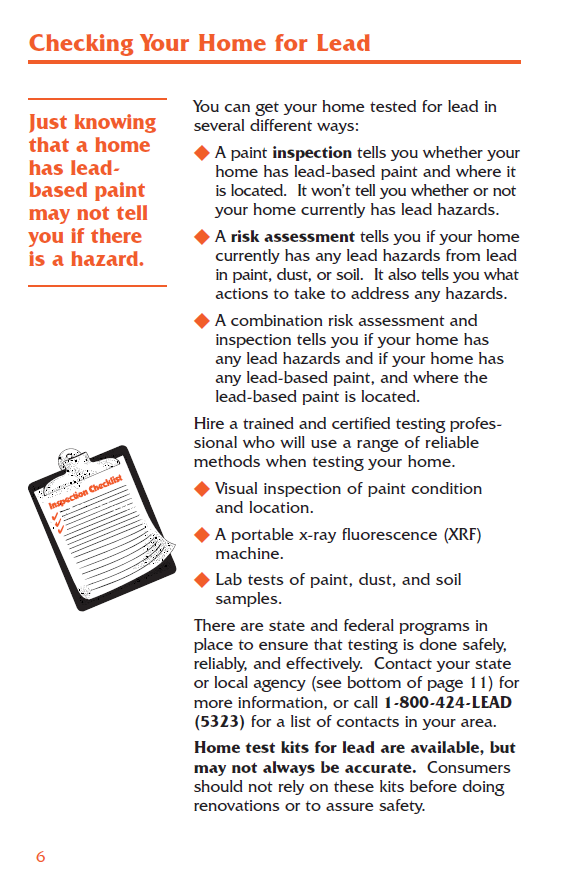 Checking Your Home for Lead
Just knowing
that a home
has lead-
based paint
may not tell
you if there
is a hazard.
Inspection Checklist
You can get your home tested for lead in
several different ways:
◆ A paint inspection tells you whether your
home has lead-based paint and where it
is located.  It won't tell you whether or not
your home currently has lead hazards.
◆ A risk assessment tells you if your home
currently has any lead hazards from lead
in paint, dust, or soil.  It also tells you what
actions to take to address any hazards.
◆ A combination risk assessment and
inspection tells you if your home has
any lead hazards and if your home has
any lead-based paint, and where the
lead-based paint is located.
Hire a trained and certified testing profes-
sional who will use a range of reliable
methods when testing your home.
◆ Visual inspection of paint condition
and location.
◆ A portable x-ray fluorescence (XRF)
machine.
◆ Lab tests of paint, dust, and soil
samples.
There are state and federal programs in
place to ensure that testing is done safely,
reliably, and effectively.  Contact your state
or local agency (see bottom of page 11) for
more information, or call 1-800-424-LEAD
(5323) for a list of contacts in your area.
Home test kits for lead are available, but
may not always be accurate.  Consumers
should not rely on these kits before doing
renovations or to assure safety.
6